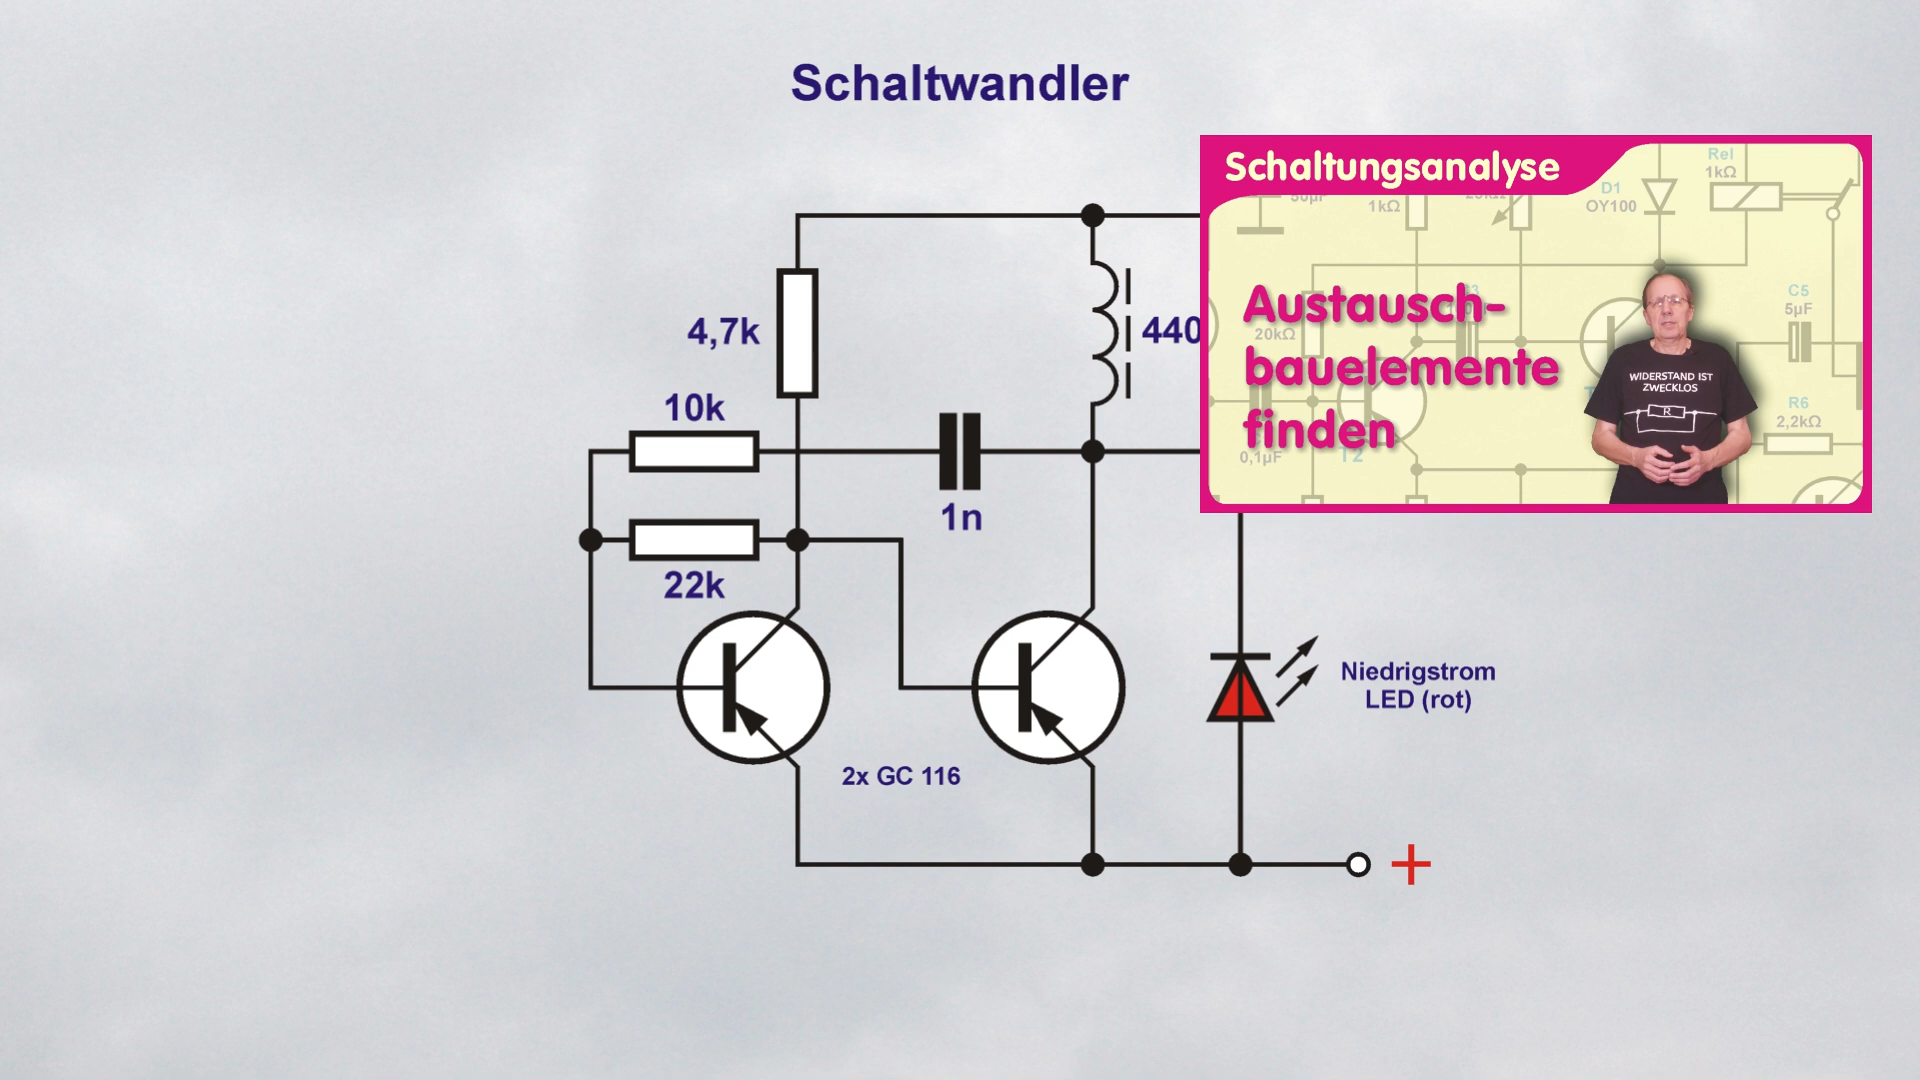 Schaltwandler
4,7k
10k
22k
1n
440
2x GC 116
Niedrigstrom
LED (rot)
+
Schaltungsanalyse
Austausch-
bauelemente
finden
WIDERSTAND IST
ZWECKLOS
R
Rel
1kΩ
D1
OY100
50µF
1kΩ
20kΩ
0,1µF
T2
C5
5µF
R6
2,2kΩ